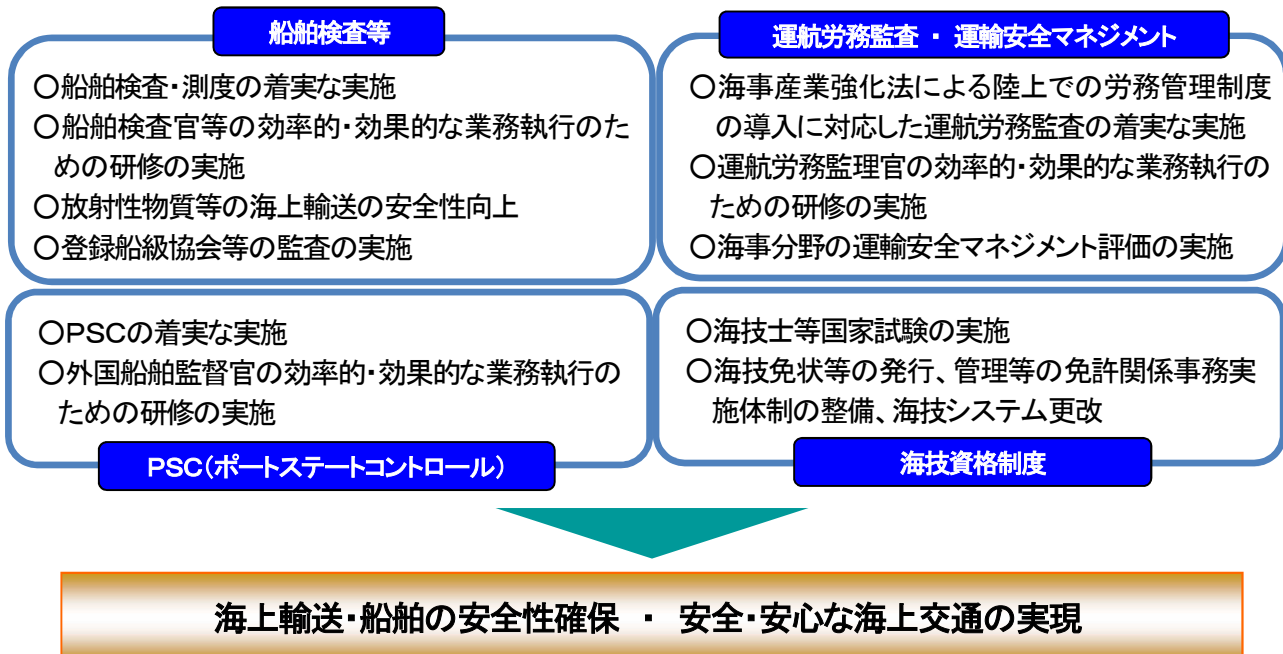 船舶検査等
○船舶検査・測度の着実な実施
○船舶検査官等の効率的・効果的な業務執行のた
めの研修の実施
○放射性物質等の海上輸送の安全性向上
○登録船級協会等の監査の実施
運航労務監査 ・ 運輸安全マネジメント
○海事産業強化法による陸上での労務管理制度
の導入に対応した運航労務監査の着実な実施
○運航労務監理官の効率的・効果的な業務執行の
ための研修の実施
○海事分野の運輸安全マネジメント評価の実施
○PSCの着実な実施
○外国船舶監督官の効率的・効果的な業務執行の
ための研修の実施
PSC(ポートステートコントロール)
○海技士等国家試験の実施
○海技免状等の発行、管理等の免許関係事務実
施体制の整備、海技システム更改
海技資格制度
海上輸送・船舶の安全性確保 ・ 安全・安心な海上交通の実現